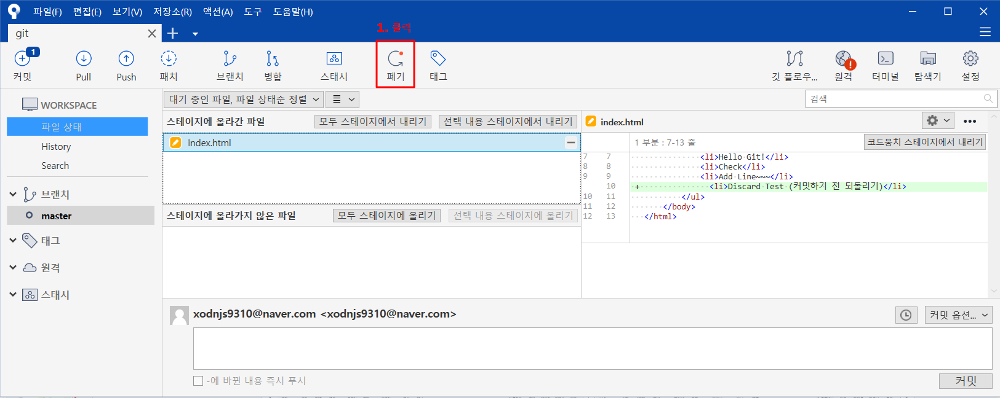 파일(F) 편집(E) 보기(V) 저장소(R) 액션(A) 도구 도움말(H)
git
1. 클릭
1
커밋 Pull Push 패치 브랜치 병합 스태시 폐기 태그 깃 플로우... 원격 터미널 탐색기 설정
WORKSPACE
파일 상태
History
Search
브랜치
master
태그
원격
스태시
대기 중인 파일, 파일 상태순 정렬
검색
스테이지에 올라간 파일 모두 스테이지에서 내리기 선택 내용 스테이지에서 내리기
index.html
스테이지에 올라가지 않은 파일 모두 스테이지에 올리기 선택 내용 스테이지에 올리기
index.html
1 부분 : 7-13 줄 코드뭉치 스테이지에서 내리기
7 7 <li>Hello·Git!</li>
8 8 <li>Check</li>
9 9 <li>Add·Line~~~</li>
10 + <li>Discard Test (커밋하기 전 되돌리기)</li>
10 11 </ul>
11 12 </body>
12 13 </html>
xodnjs9310@naver.com <xodnjs9310@naver.com>
커밋 옵션...
-에 바뀐 내용 즉시 푸시
커밋